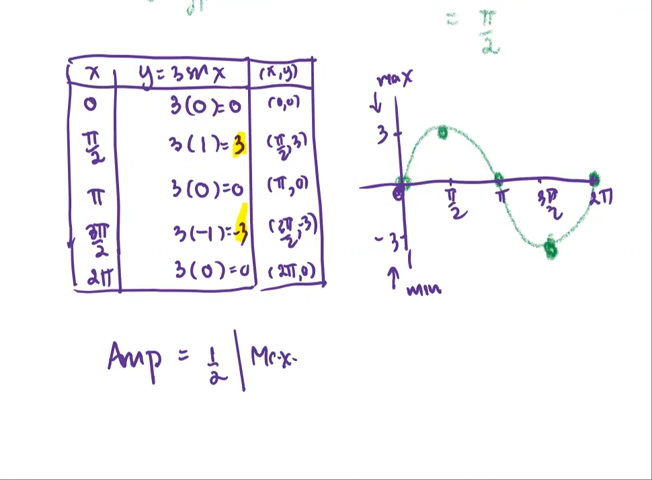 = π/2
x | y = 3 sin x | (x,y)
0 | 3(0)=0 | (0,0)
π/2 | 3(1)=3 | (π/2,3)
π | 3(0)=0 | (π,0)
3π/2 | 3(-1)=-3 | (3π/2,-3)
2π | 3(0)=0 | (2π,0)
max
3
0 π/2 π 3π/2 2π
-3
min
Amp = 1/2 | Max-